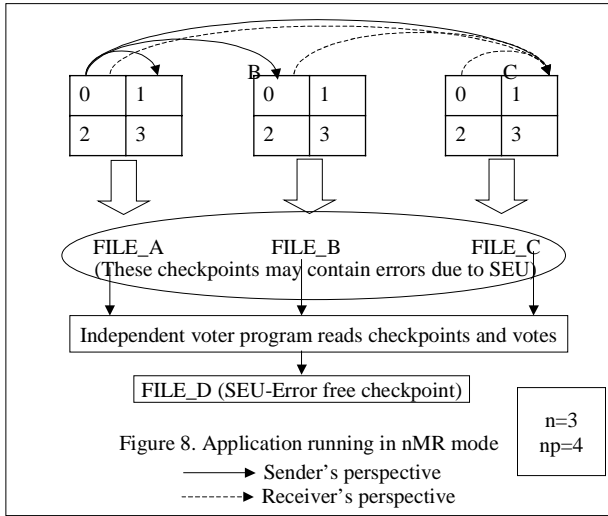 B C
0 1 0 1 0 1
2 3 2 3 2 3
FILE_A FILE_B FILE_C
(These checkpoints may contain errors due to SEU)
Independent voter program reads checkpoints and votes
FILE_D (SEU-Error free checkpoint)
n=3
np=4
Figure 8. Application running in nMR mode
Sender's perspective
Receiver's perspective